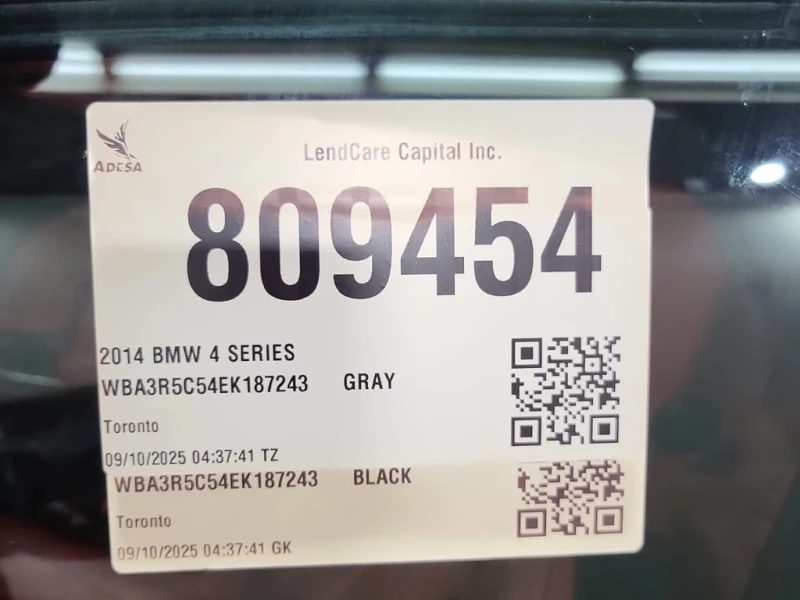 ADESA
LendCare Capital Inc.
809454
2014 BMW 4 SERIES
WBA3R5C54EK187243 GRAY
Toronto
09/10/2025 04:37:41 TZ
WBA3R5C54EK187243 BLACK
Toronto
09/10/2025 04:37:41 GK